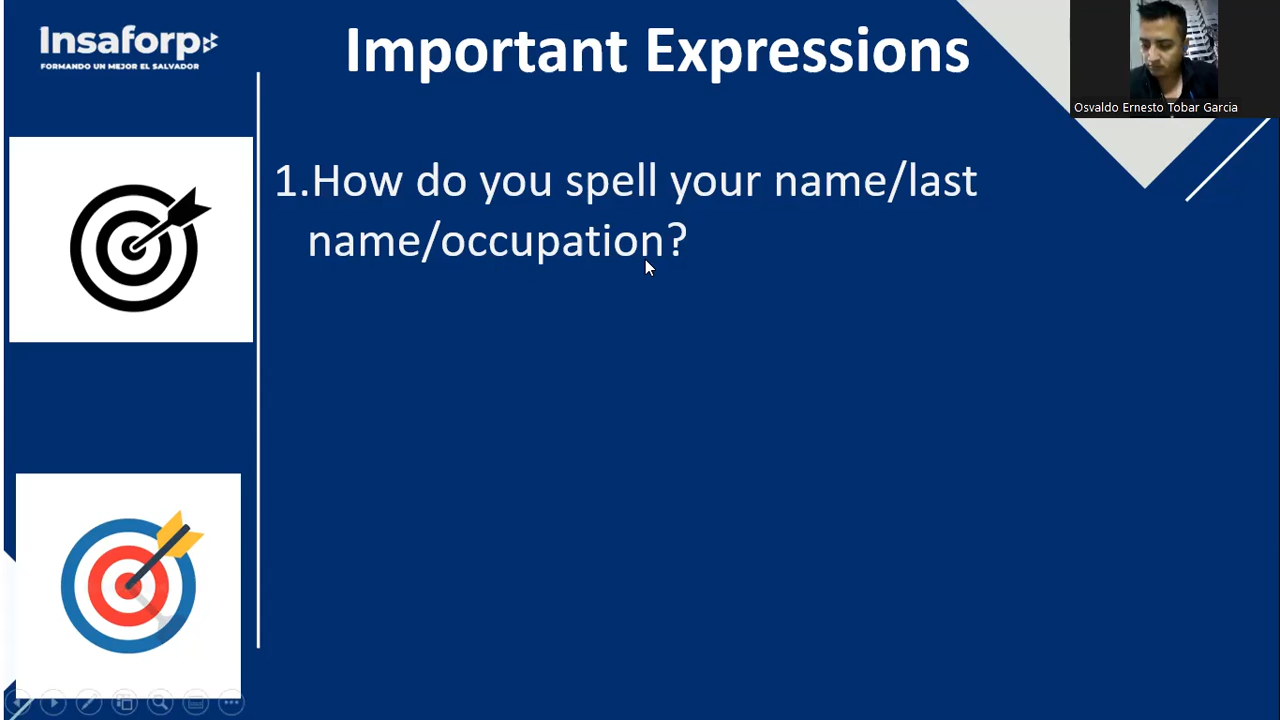 Insaforp
FORMANDO UN MEJOR EL SALVADOR
Important Expressions
Osvaldo Ernesto Tobar Garcia
1.How do you spell your name/last
name/occupation?